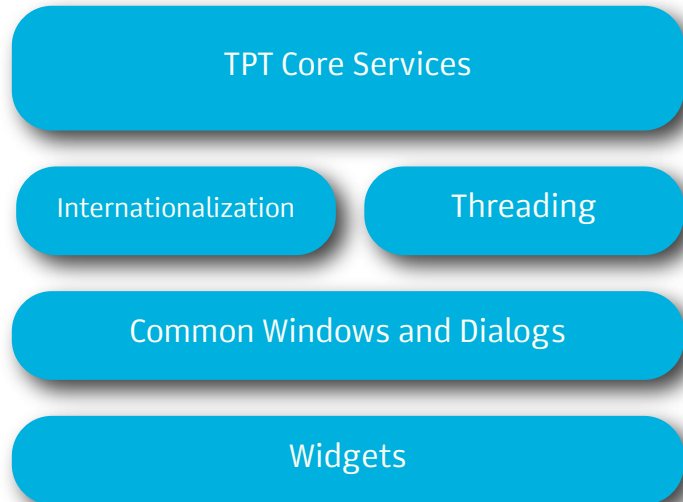 TPT Core Services
Internationalization
Threading
Common Windows and Dialogs
Widgets